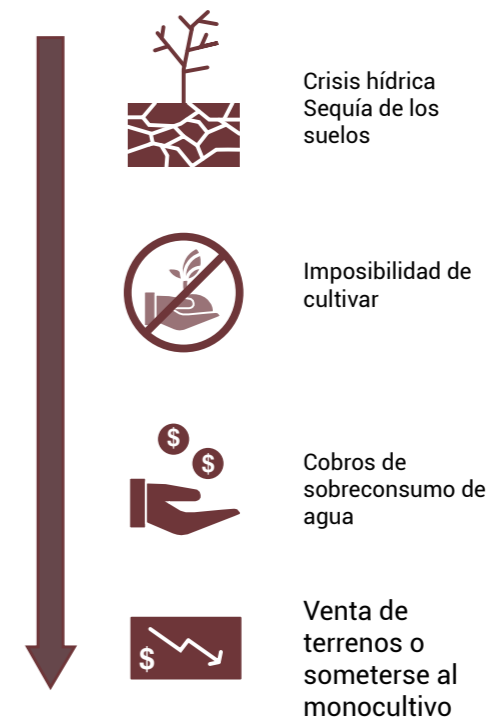 Crisis hídrica
Sequía de los
suelos
Imposibilidad de
cultivar
$
$
Cobros de
sobreconsumo de
agua
$
Venta de
terrenos o
someterse al
monocultivo